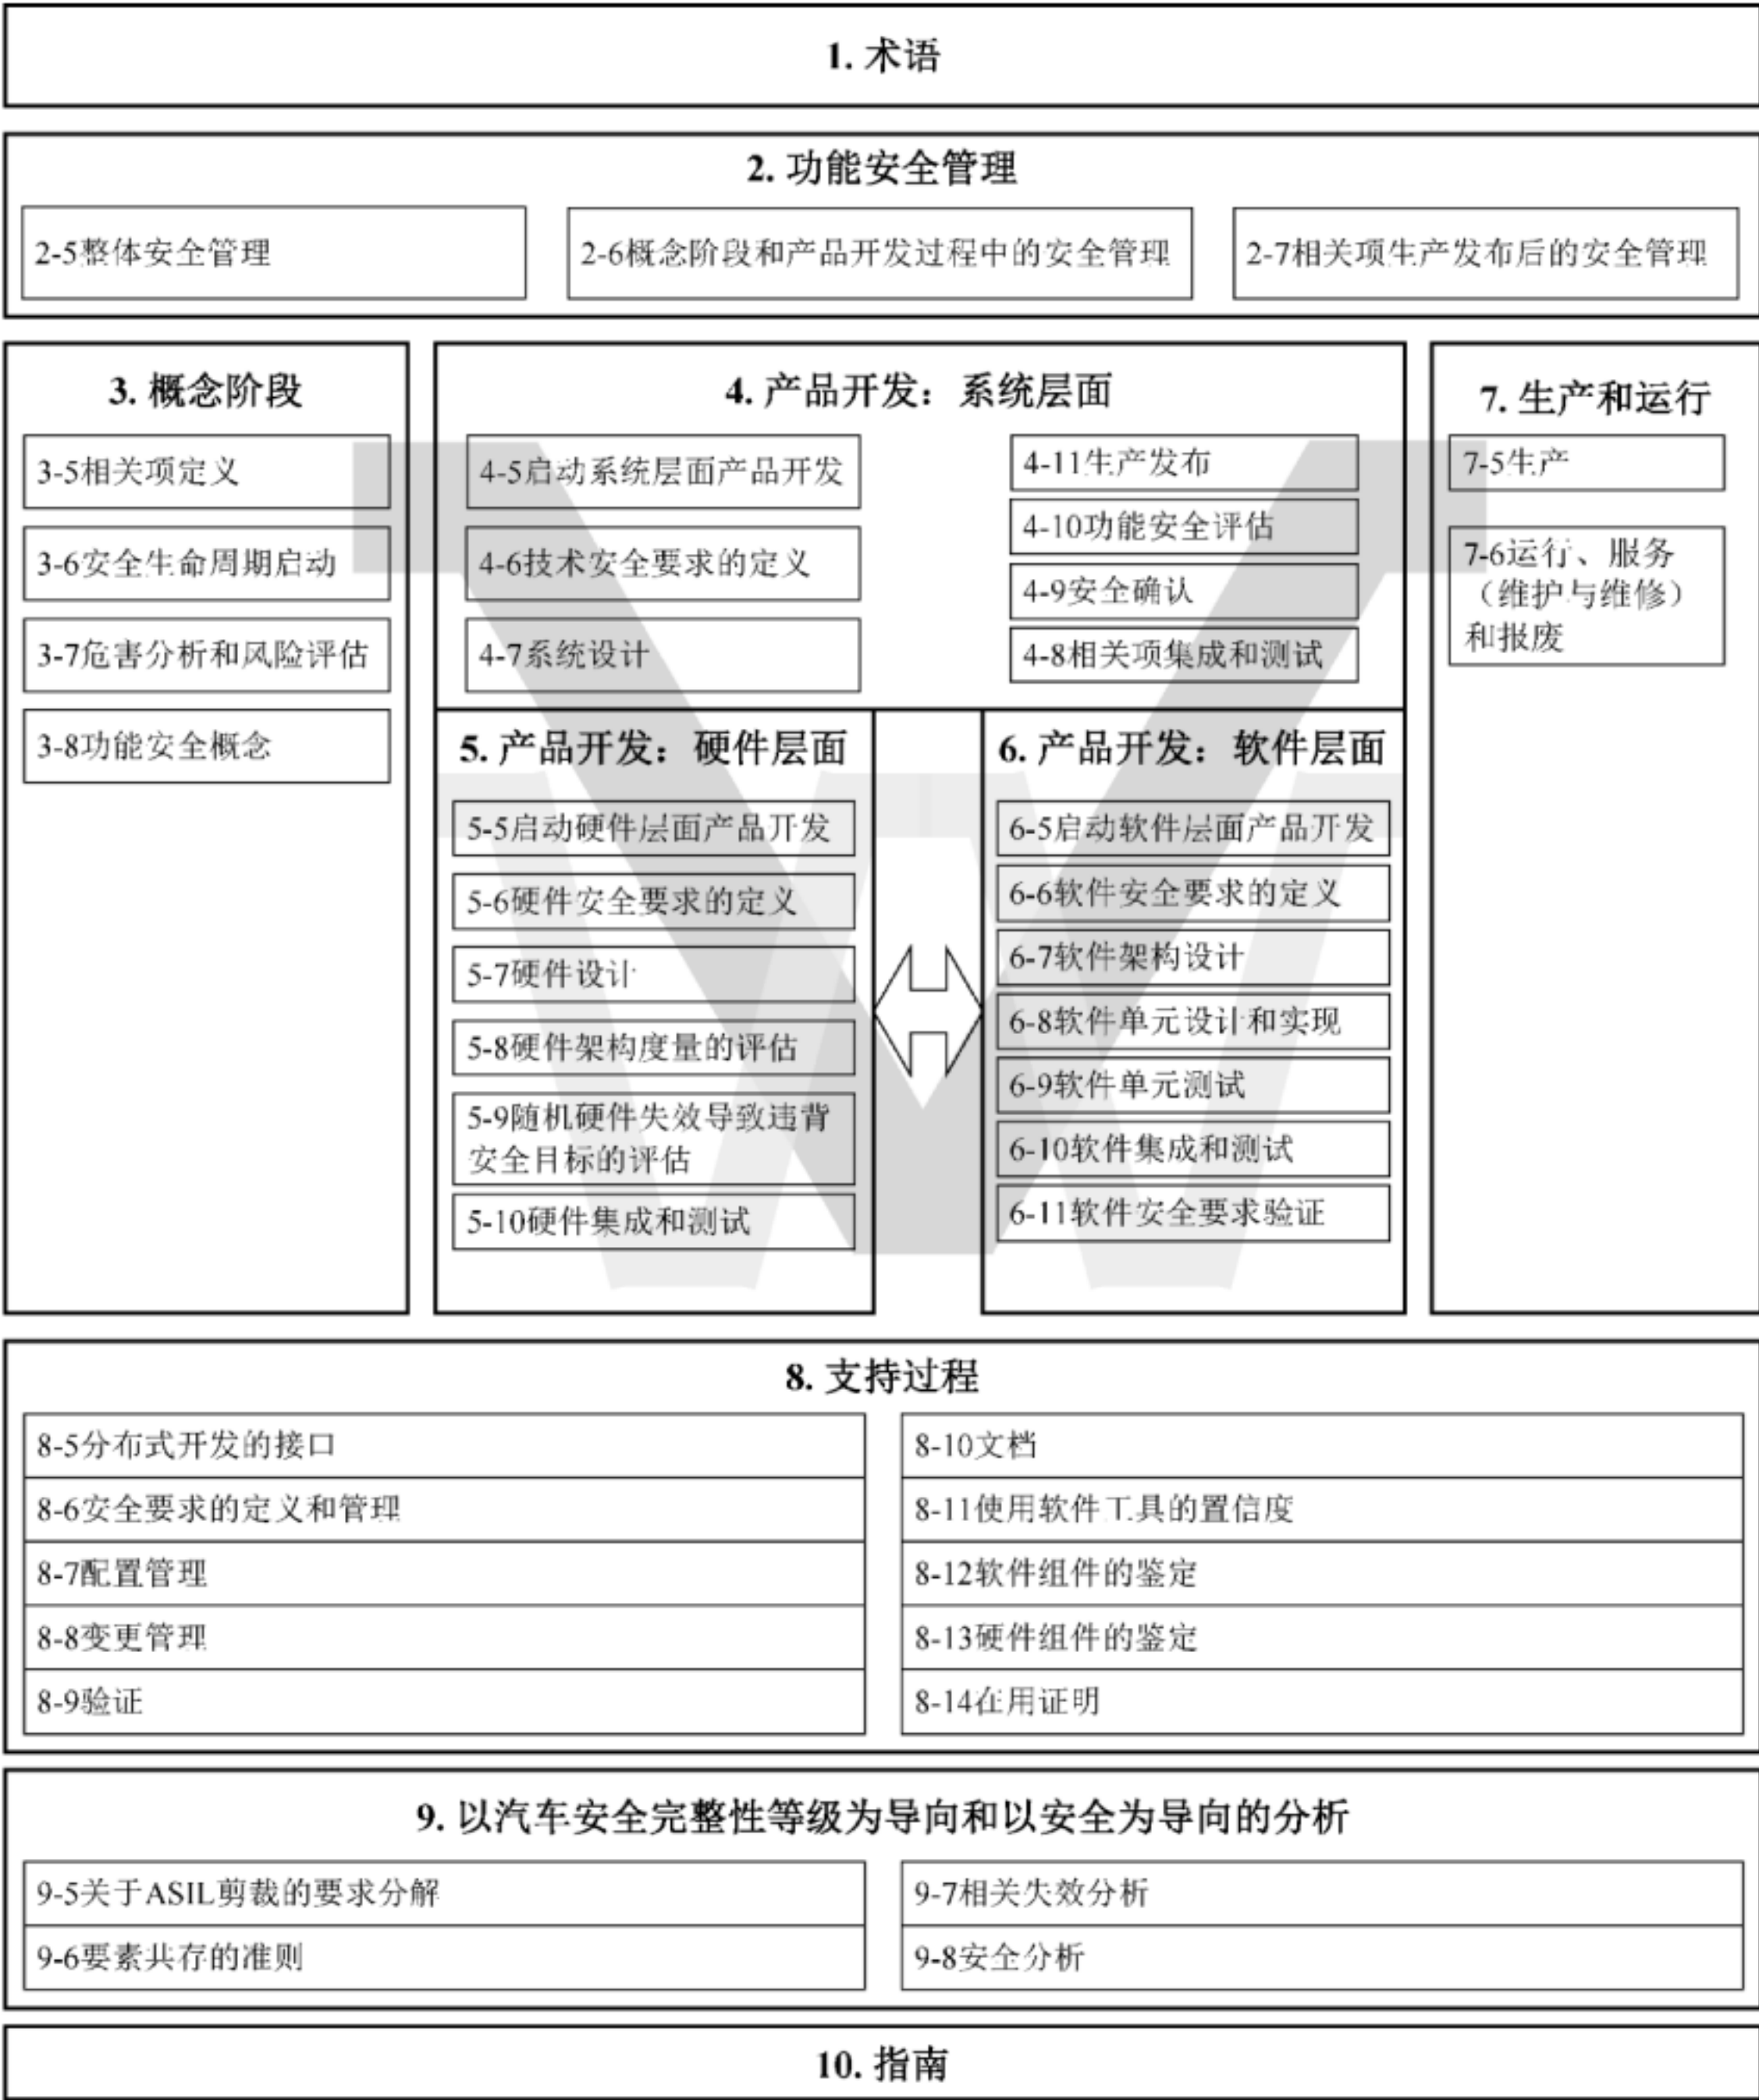 1. 术语
2. 功能安全管理
2-5整体安全管理
2-6概念阶段和产品开发过程中的安全管理
2-7相关项生产发布后的安全管理
3. 概念阶段
3-5相关项定义
3-6安全生命周期启动
3-7危害分析和风险评估
3-8功能安全概念
4. 产品开发：系统层面
4-5启动系统层面产品开发
4-6技术安全要求的定义
4-7系统设计
4-11生产发布
4-10功能安全评估
4-9安全确认
4-8相关项集成和测试
5. 产品开发：硬件层面
5-5启动硬件层面产品开发
5-6硬件安全要求的定义
5-7硬件设计
5-8硬件架构度量的评估
5-9随机硬件失效导致违背
安全目标的评估
5-10硬件集成和测试
6. 产品开发：软件层面
6-5启动软件层面产品开发
6-6软件安全要求的定义
6-7软件架构设计
6-8软件单元设计和实现
6-9软件单元测试
6-10软件集成和测试
6-11软件安全要求验证
7. 生产和运行
7-5生产
7-6运行、服务
（维护与维修）
和报废
8. 支持过程
8-5分布式开发的接口
8-6安全要求的定义和管理
8-7配置管理
8-8变更管理
8-9验证
8-10文档
8-11使用软件工具的置信度
8-12软件组件的鉴定
8-13硬件组件的鉴定
8-14在用证明
9. 以汽车安全完整性等级为导向和以安全为导向的分析
9-5关于ASIL剪裁的要求分解
9-6要素共存的准则
9-7相关失效分析
9-8安全分析
10. 指南